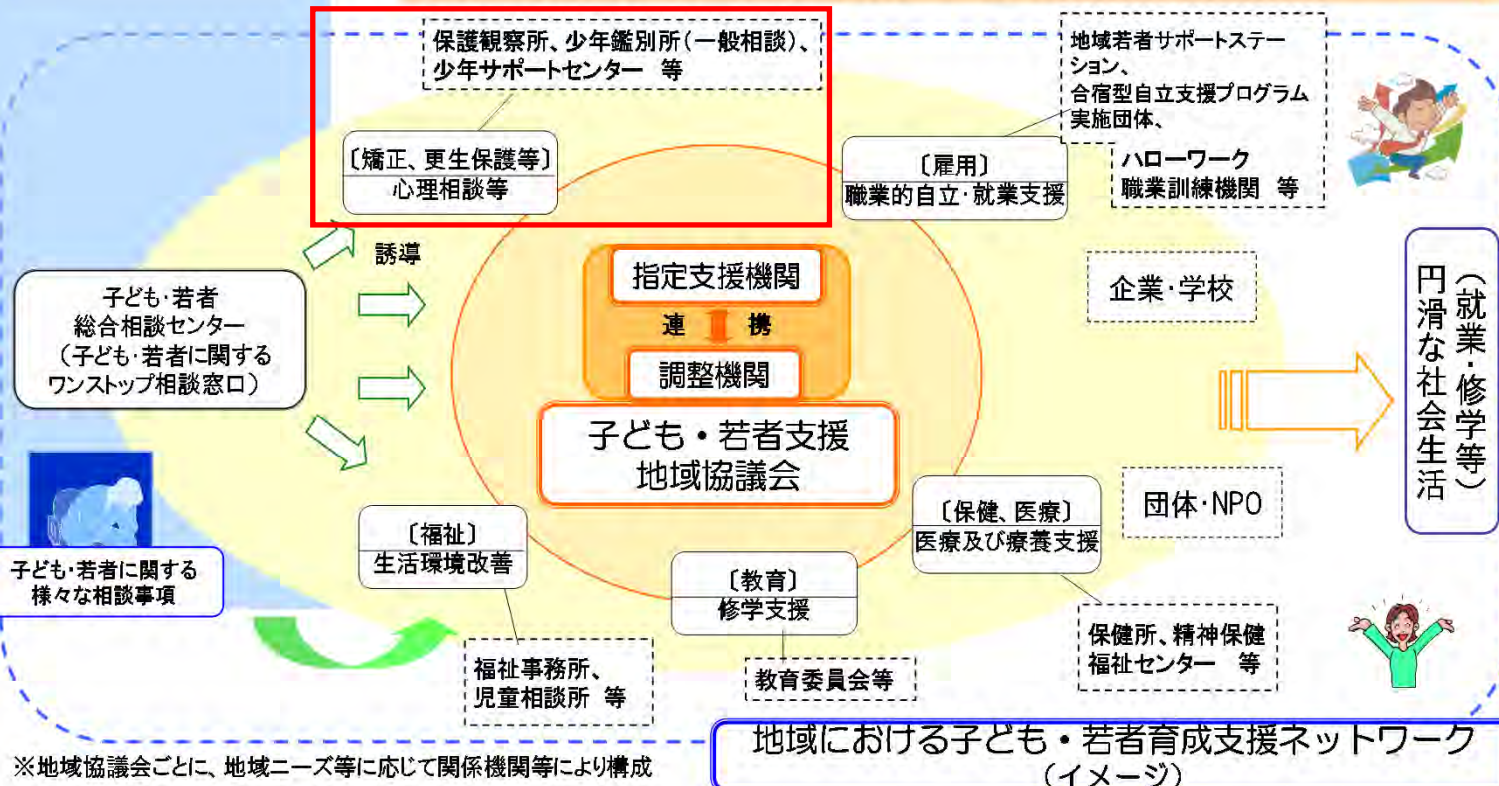 保護観察所、少年鑑別所(一般相談)、
少年サポートセンター 等
〔矯正、更生保護等〕
心理相談等
地域若者サポートステー
ション、
合宿型自立支援プログラム
実施団体、
ハローワーク
職業訓練機関 等
〔雇用〕
職業的自立・就業支援
誘導
子ども・若者
総合相談センター
(子ども・若者に関する
ワンストップ相談窓口)
指定支援機関
連 携
調整機関
子ども・若者支援
地域協議会
企業・学校
団体・NPO
(就業・修学等)
円滑な社会生活
子ども・若者に関する
様々な相談事項
〔福祉〕
生活環境改善
福祉事務所、
児童相談所 等
〔教育〕
修学支援
教育委員会等
〔保健、医療〕
医療及び療養支援
保健所、精神保健
福祉センター 等
※地域協議会ごとに、地域ニーズ等に応じて関係機関等により構成
地域における子ども・若者育成支援ネットワーク
(イメージ)